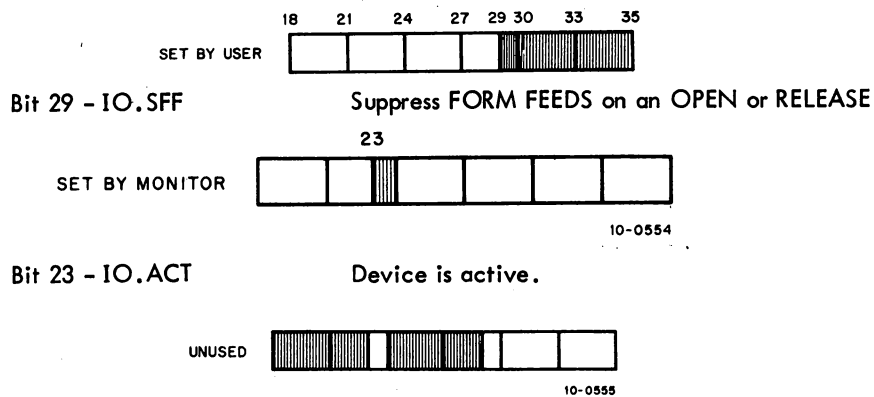 18 21 24 27 29 30 33 35
SET BY USER
Bit 29 - IO.SFF Suppress FORM FEEDS on an OPEN or RELEASE
23
SET BY MONITOR
10-0554
Bit 23 - IO.ACT Device is active.
UNUSED
10-0555